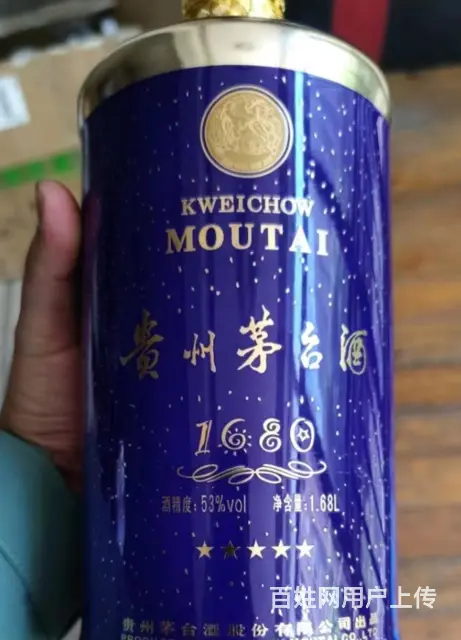 KWEICHOW
MOUTAI
贵州茅台酒
1680
酒精度:53%vol 净含量:1.68L
贵州茅台酒股份有限公司出品
百姓网用户上传